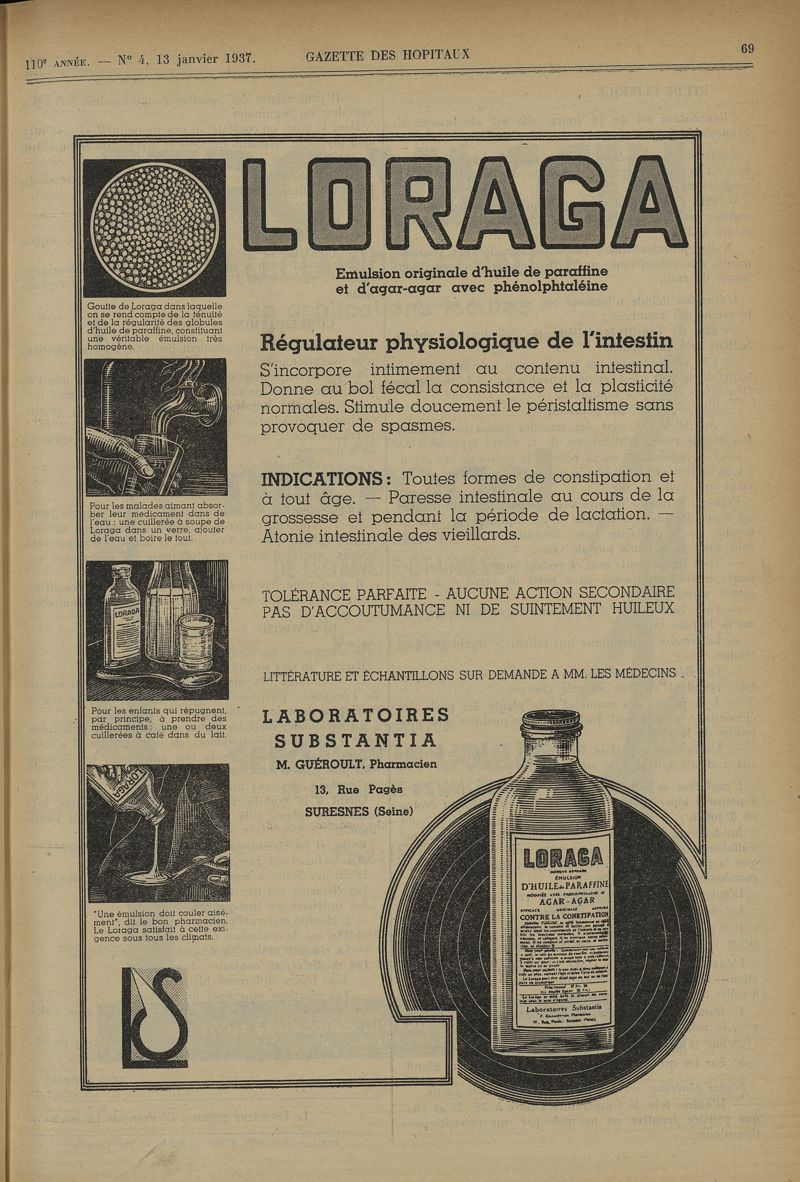 110e ANNÉE. — N° 4, 13 janvier 1937.
GAZETTE DES HOPITAUX
69
LORAGA
Emulsion originale d'huile de paraffine
et d'agar-agar avec phénolphtaléine
Goutte de Loraga dans laquelle
on se rend compte de la ténuité
et de la régularité des globules
d'huile de paraffine, constituant
une véritable émulsion très
homogène.
Régulateur physiologique de l'intestin
S'incorpore intimement au contenu intestinal.
Donne au bol fécal la consistance et la plasticité
normales. Stimule doucement le péristaltisme sans
provoquer de spasmes.
Pour les malades aimant absor-
ber leur médicament dans de
l'eau : une cuillerée à soupe de
Loraga dans un verre, ajouter
de l'eau et boire le tout.
INDICATIONS : Toutes formes de constipation et
à tout âge. — Paresse intestinale au cours de la
grossesse et pendant la période de lactation. —
Atonie intestinale des vieillards.
LORAGA
TOLÉRANCE PARFAITE - AUCUNE ACTION SECONDAIRE
PAS D'ACCOUTUMANCE NI DE SUINTEMENT HUILEUX
LITTÉRATURE ET ÉCHANTILLONS SUR DEMANDE A MM. LES MÉDECINS
Pour les enfants qui répugnent,
par principe, à prendre des
médicaments : une ou deux
cuillerées à café dans du lait.
LABORATOIRES
SUBSTANTIA
M. GUÉROULT, Pharmacien
13, Rue Pagès
SURESNES (Seine)
LORAGA
"Une émulsion doit couler aisé-
ment", dit le bon pharmacien.
Le Loraga satisfait à cette exi-
gence sous tous les climats.
LS
LORAGA
MARQUE DÉPOSÉE
ÉMULSION
D'HUILE de PARAFFINE
AGAR-AGAR
CONTRE LA CONSTIPATION
Laboratoires Substantia